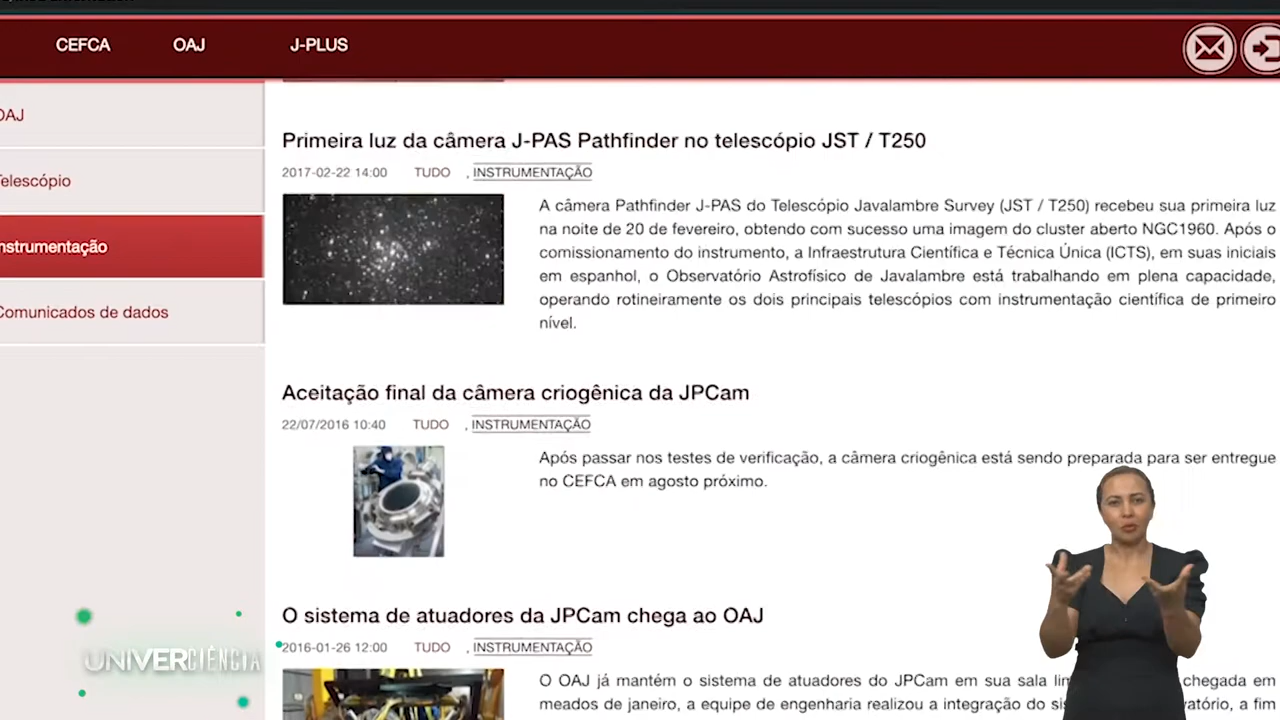 CEFCA OAJ J-PLUS
OAJ
Telescópio
Instrumentação
Comunicados de dados
Primeira luz da câmera J-PAS Pathfinder no telescópio JST / T250
2017-02-22 14:00 TUDO , INSTRUMENTAÇÃO
A câmera Pathfinder J-PAS do Telescópio Javalambre Survey (JST / T250) recebeu sua primeira luz
na noite de 20 de fevereiro, obtendo com sucesso uma imagem do cluster aberto NGC1960. Após o
comissionamento do instrumento, a Infraestrutura Científica e Técnica Única (ICTS), em suas iniciais
em espanhol, o Observatório Astrofísico de Javalambre está trabalhando em plena capacidade,
operando rotineiramente os dois principais telescópios com instrumentação científica de primeiro
nível.
Aceitação final da câmera criogênica da JPCam
22/07/2016 10:40 TUDO , INSTRUMENTAÇÃO
Após passar nos testes de verificação, a câmera criogênica está sendo preparada para ser entregue
no CEFCA em agosto próximo.
O sistema de atuadores da JPCam chega ao OAJ
2016-01-26 12:00 TUDO , INSTRUMENTAÇÃO
O OAJ já mantém o sistema de atuadores do JPCam em sua sala chegada em
meados de janeiro, a equipe de engenharia realizou a integração do a fim
UNIVERCIÊNCIA